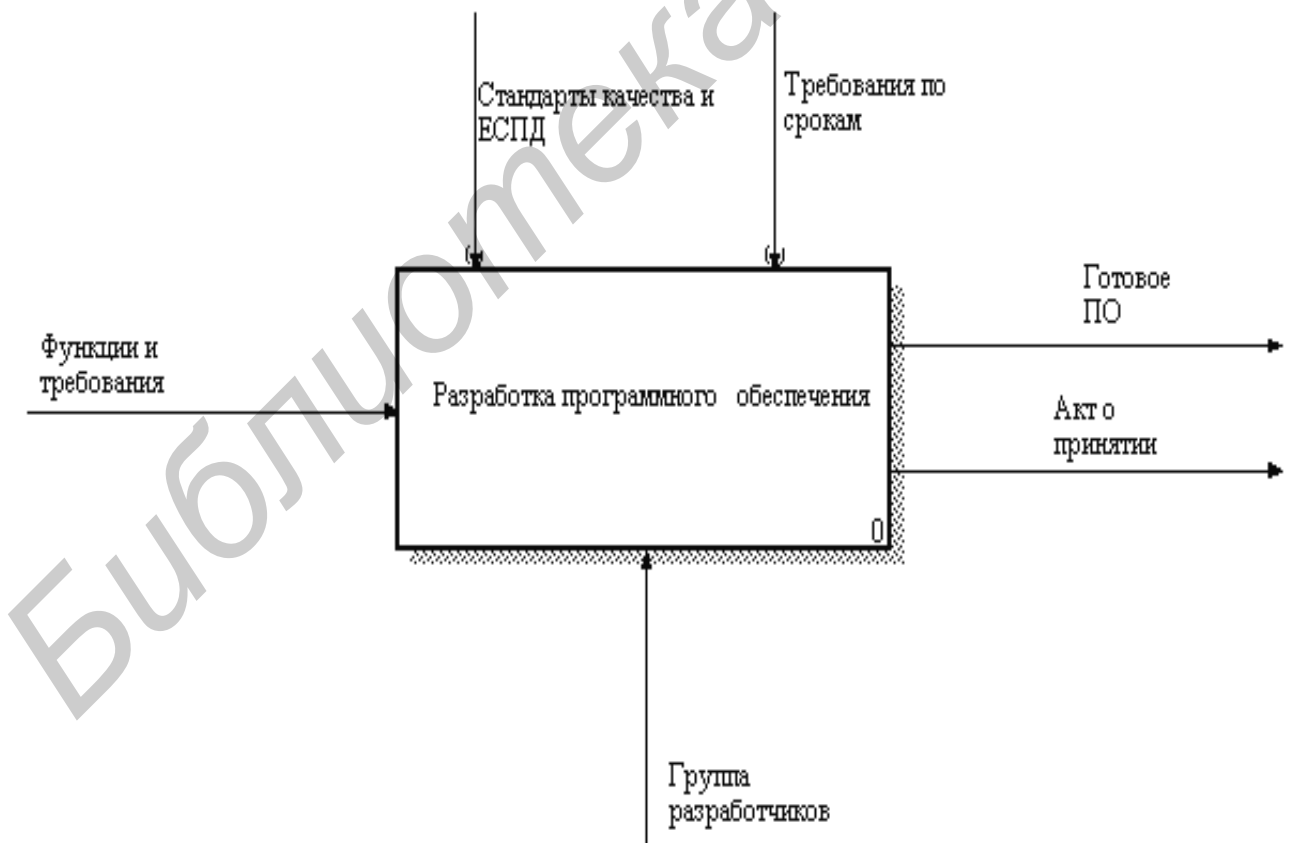 Стандарты качества и
ЕСПД
Требования по
срокам
Функции и
требования
Разработка программного обеспечения
0
Готовое
ПО
Акт о
принятии
Группа
разработчиков
Библиотека